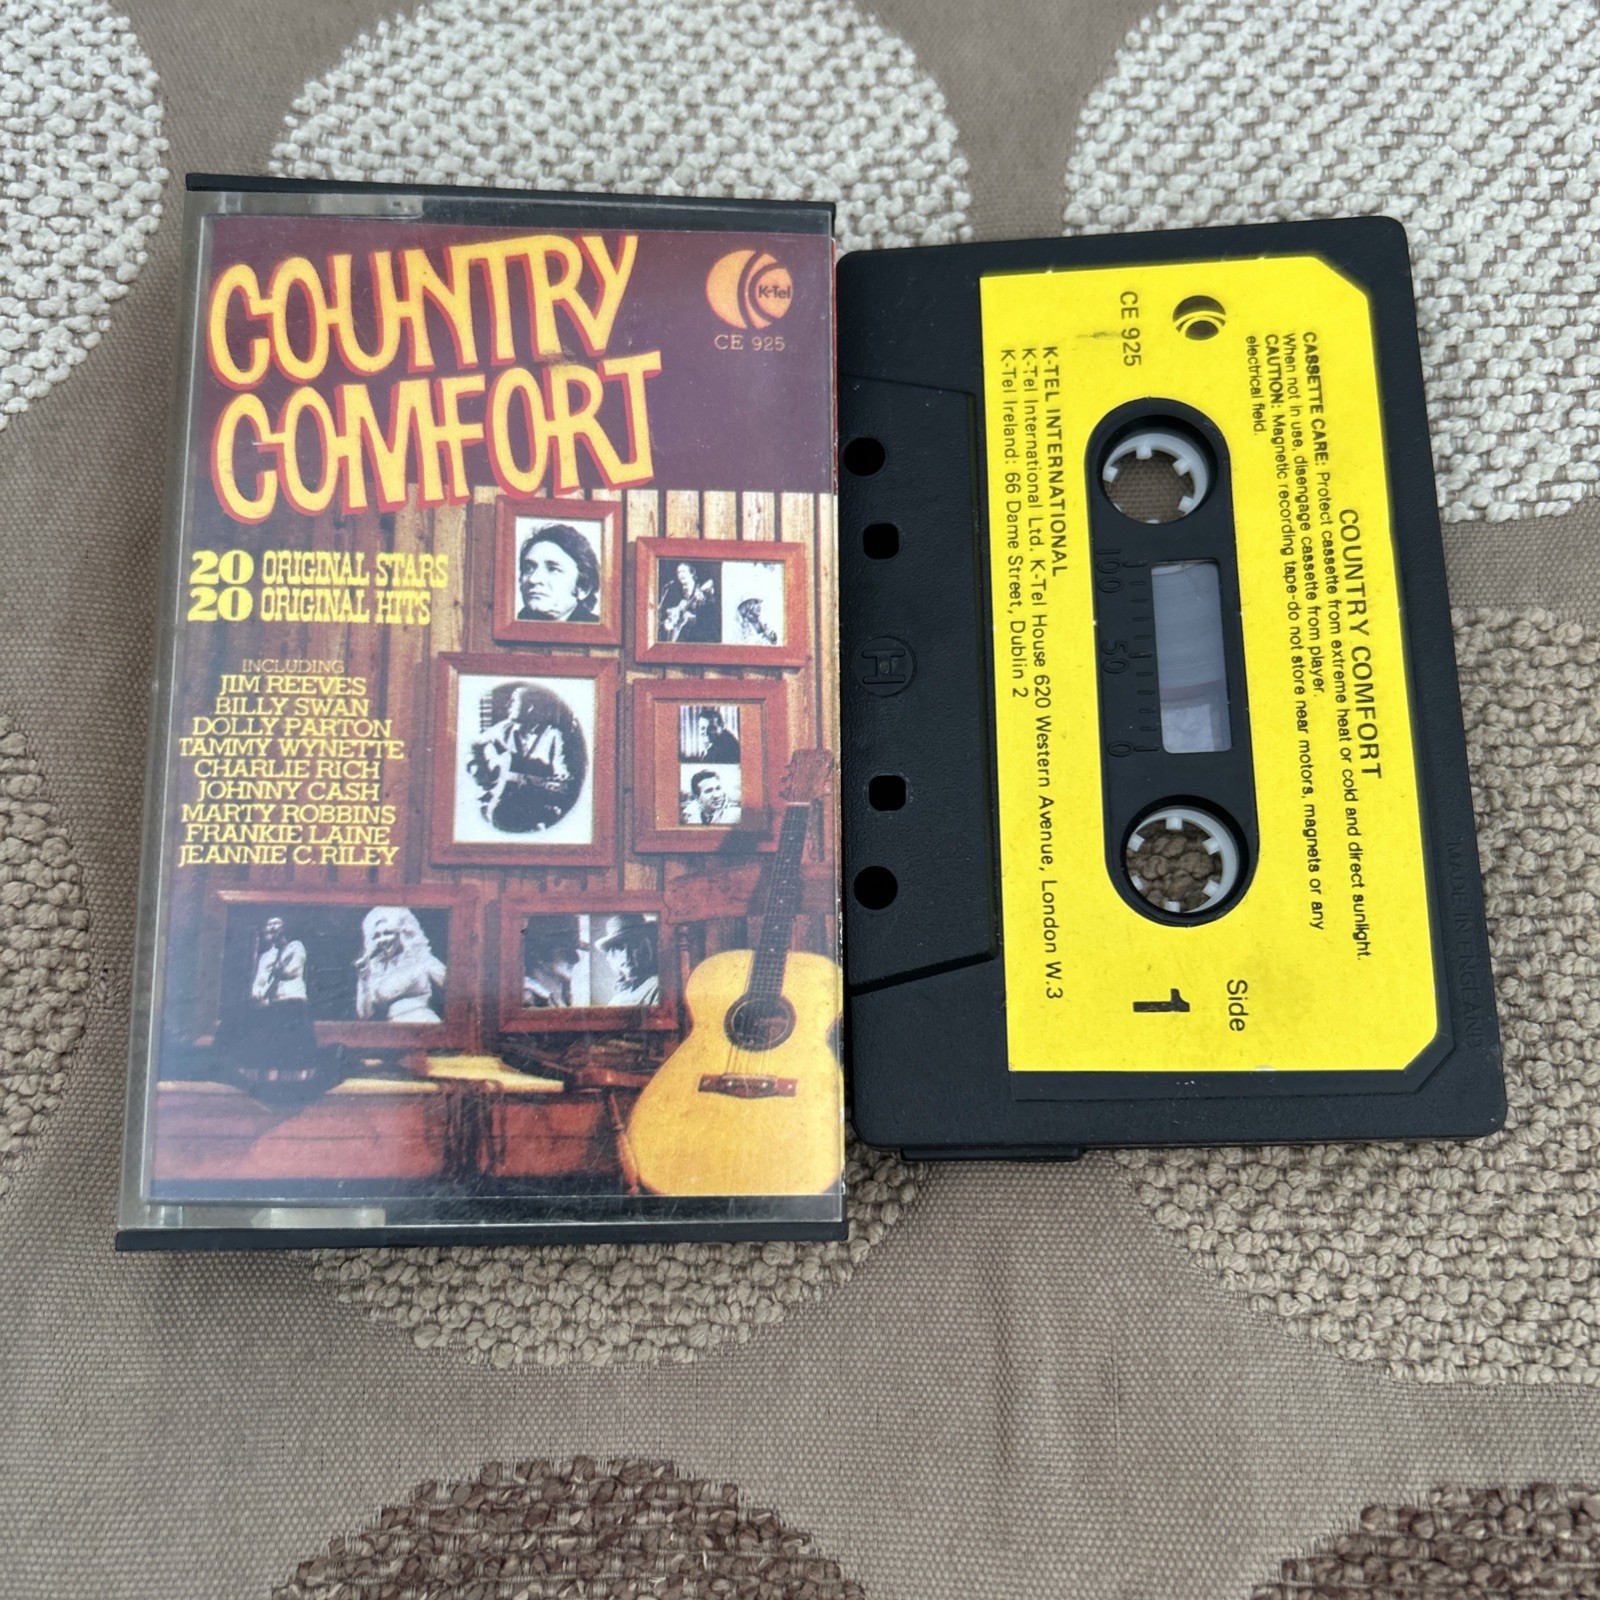 COUNTRY
COMFORT
K-Tel
CE 925
20 ORIGINAL STARS
20 ORIGINAL HITS
INCLUDING
JIM REEVES
BILLY SWAN
DOLLY PARTON
TAMMY WYNETTE
CHARLIE RICH
JOHNNY CASH
MARTY ROBBINS
FRANKIE LAINE
JEANNIE C. RILEY
COUNTRY COMFORT
CASSETTE CARE: Protect cassette from extreme heat or cold and direct sunlight.
When not in use, disengage cassette from player.
CAUTION: Magnetic recording tape-do not store near motors, magnets or any
electrical field.
CE 925
Side
1
100 50 0
K-TEL INTERNATIONAL
K-Tel International Ltd. K-Tel House 620 Western Avenue, London W.3
K-Tel Ireland: 66 Dame Street, Dublin 2
H
MADE IN ENGLAND